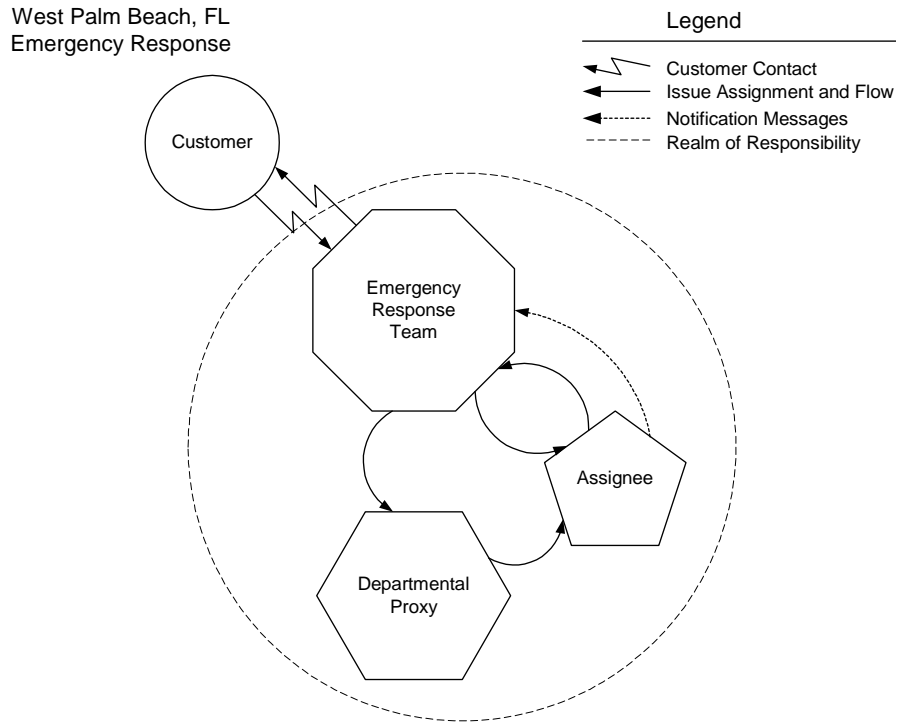 West Palm Beach, FL
Emergency Response
Legend
Customer Contact
Issue Assignment and Flow
Notification Messages
Realm of Responsibility
Customer
Emergency
Response
Team
Assignee
Departmental
Proxy